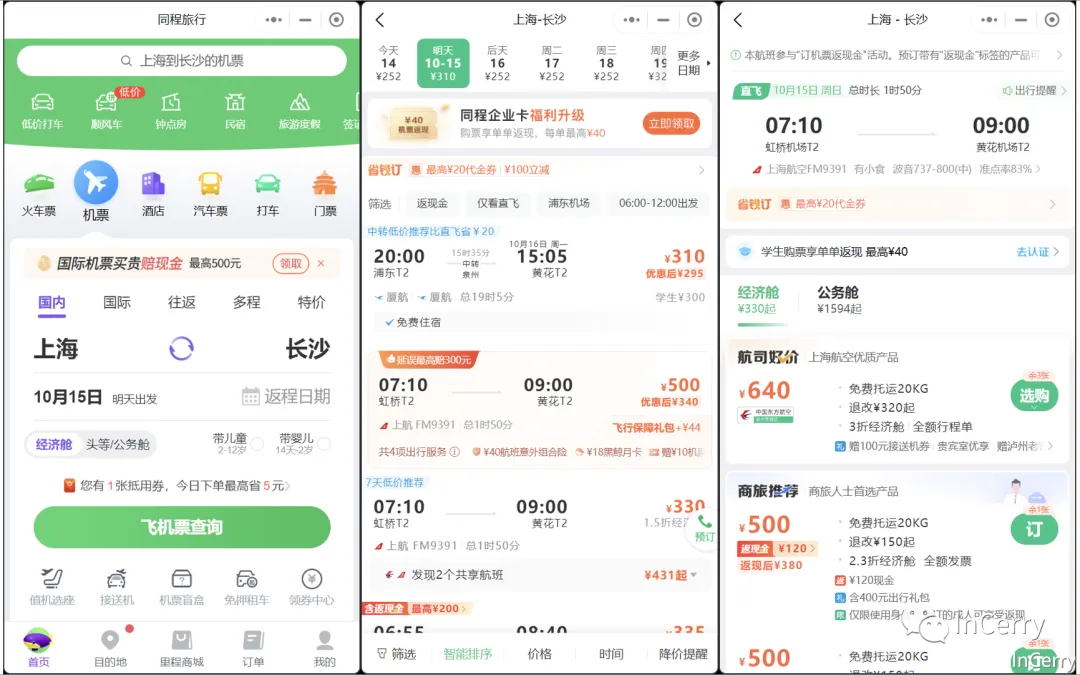 同程旅行
上海到长沙的机票
低价
低价打车
顺风车
钟点房
民宿
旅游度假
火车票
机票
酒店
汽车票
打车
门票
国际机票买贵赔现金 最高500元 领取 ×
国内 国际 往返 多程 特价
上海 长沙
10月15日 明天出发 返程日期
经济舱 头等/公务舱
带儿童
2-12岁
带婴儿
14天-2岁
您有1张抵用券，今日下单最高省5元>
飞机票查询
值机选座
接送机
机票盲盒
免押租车
领券中心
首页
目的地
里程商城
订单
我的
上海-长沙
今天
14
¥252
明天
10-15
¥310
后天
16
¥252
周二
17
¥252
周三
18
¥252
19
更多
日期
¥40
机票返现
同程企业卡福利升级
购票享单单返现，每单最高¥40
立即领取
省钱订 惠 最高¥20代金券 | ¥100立减
筛选 返现金 仅看直飞 浦东机场 06:00-12:00出发
中转低价推荐比直飞省¥20
20:00
浦东T2
15时35分
中转
泉州
10月16日 周一
15:05
黄花T2
¥310
优惠后¥295
厦航 厦航 总19时5分
学生¥300
免费住宿
延误最高赔300元
07:10
虹桥T2
09:00
黄花T2
¥500
优惠后¥340
上航 FM9391 总1时50分
飞行保障礼包+¥44
共4项出行服务 ¥40航班意外组合险 ¥18黑鲸月卡 赠¥10机
7天低价推荐
07:10
虹桥T2
09:00
黄花T2
¥330
1.5折经济
预订
上航 FM9391 总1时50分
发现2个共享航班 ¥431起
含返现金 最高¥200>
06:55 08:40 ¥335
筛选 智能排序 价格 时间 降价提醒
上海 - 长沙
本航班参与“订机票返现金”活动。预订带有“返现金”标签的产品可
直飞 10月15日 周日 总时长 1时50分 出行提醒
07:10
虹桥机场T2
09:00
黄花机场T2
上海航空FM9391 有小食 波音737-800(中) 准点率83%>
省钱订 惠 最高¥20代金券
学生购票享单单返现 最高¥40 去认证>
经济舱
¥330起
公务舱
¥1594起
航司好价 上海航空优质产品
¥640
中国东方航空
免费托运20KG
退改¥320起
3折经济舱 全额行程单
礼 赠100元接送机券 贵宾室优享 赠泸州老
余3张
选购
商旅推荐 商旅人士首选产品
¥500
返现金 ¥120>
返现后¥380
免费托运20KG
退改¥150起
2.3折经济舱 全额发票
¥120现金
礼 含400元出行礼包
限 仅限使用身
订的成人可享受返现
余1张
订
¥500
免费托运20KG
退改¥150起
余1张
InCerry
InCerry